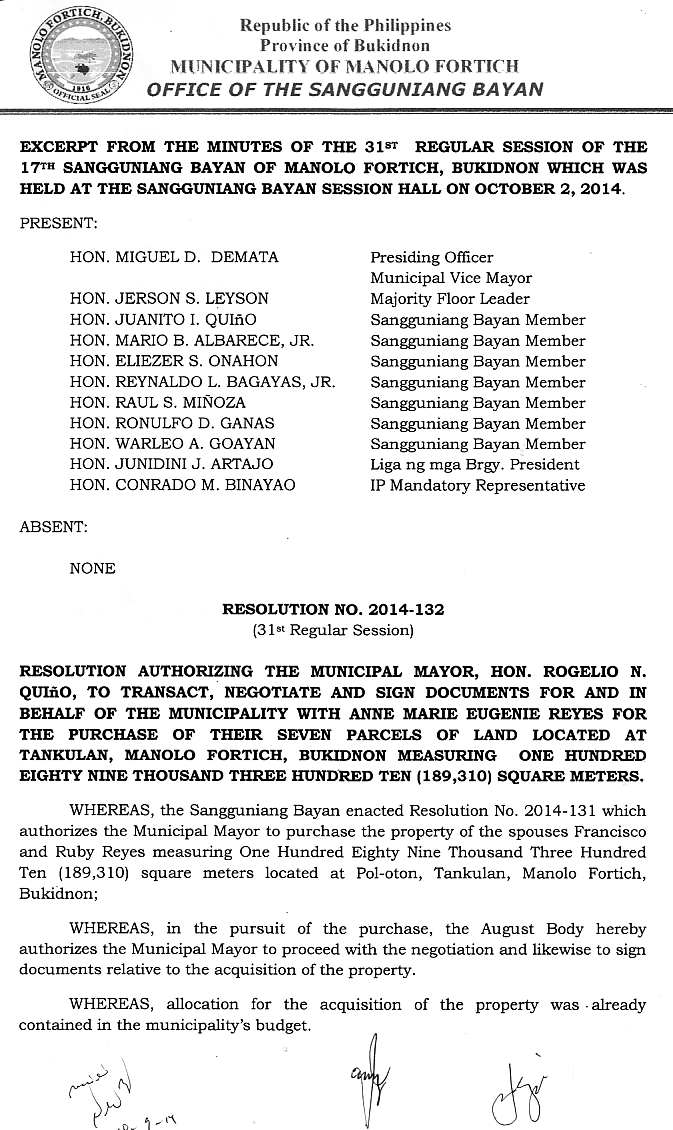 MANOLO FORTICH, BUKIDNON
1916
OFFICIAL SEAL
Republic of the Philippines
Province of Bukidnon
MUNICIPALITY OF MANOLO FORTICH
OFFICE OF THE SANGGUNIANG BAYAN
EXCERPT FROM THE MINUTES OF THE 31ST REGULAR SESSION OF THE
17TH SANGGUNIANG BAYAN OF MANOLO FORTICH, BUKIDNON WHICH WAS
HELD AT THE SANGGUNIANG BAYAN SESSION HALL ON OCTOBER 2, 2014.
PRESENT:
HON. MIGUEL D. DEMATA Presiding Officer
Municipal Vice Mayor
HON. JERSON S. LEYSON Majority Floor Leader
HON. JUANITO I. QUIñO Sangguniang Bayan Member
HON. MARIO B. ALBARECE, JR. Sangguniang Bayan Member
HON. ELIEZER S. ONAHON Sangguniang Bayan Member
HON. REYNALDO L. BAGAYAS, JR. Sangguniang Bayan Member
HON. RAUL S. MIÑOZA Sangguniang Bayan Member
HON. RONULFO D. GANAS Sangguniang Bayan Member
HON. WARLEO A. GOAYAN Sangguniang Bayan Member
HON. JUNIDINI J. ARTAJO Liga ng mga Brgy. President
HON. CONRADO M. BINAYAO IP Mandatory Representative
ABSENT:
NONE
RESOLUTION NO. 2014-132
(31st Regular Session)
RESOLUTION AUTHORIZING THE MUNICIPAL MAYOR, HON. ROGELIO N.
QUIñO, TO TRANSACT, NEGOTIATE AND SIGN DOCUMENTS FOR AND IN
BEHALF OF THE MUNICIPALITY WITH ANNE MARIE EUGENIE REYES FOR
THE PURCHASE OF THEIR SEVEN PARCELS OF LAND LOCATED AT
TANKULAN, MANOLO FORTICH, BUKIDNON MEASURING ONE HUNDRED
EIGHTY NINE THOUSAND THREE HUNDRED TEN (189,310) SQUARE METERS.
WHEREAS, the Sangguniang Bayan enacted Resolution No. 2014-131 which
authorizes the Municipal Mayor to purchase the property of the spouses Francisco
and Ruby Reyes measuring One Hundred Eighty Nine Thousand Three Hundred
Ten (189,310) square meters located at Pol-oton, Tankulan, Manolo Fortich,
Bukidnon;
WHEREAS, in the pursuit of the purchase, the August Body hereby
authorizes the Municipal Mayor to proceed with the negotiation and likewise to sign
documents relative to the acquisition of the property.
WHEREAS, allocation for the acquisition of the property was already
contained in the municipality's budget.